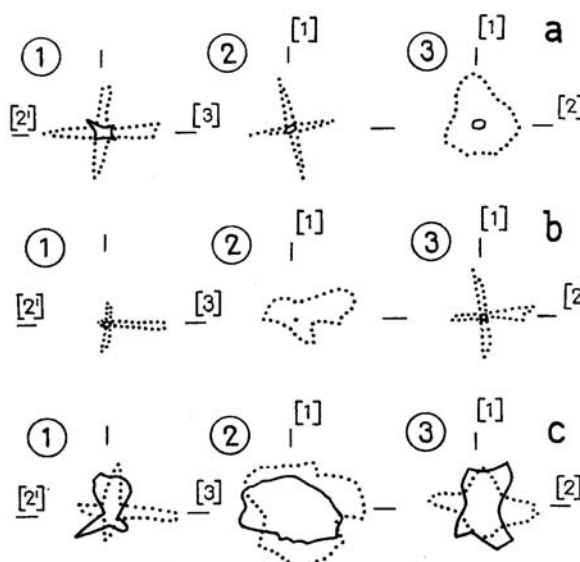 [1] [1] a
① ② ③
[2'] [3] [2]
[1] [1] b
① ② ③
[2'] [3] [2
[1] [1] c
① ② ③
[2'] [3] [2]